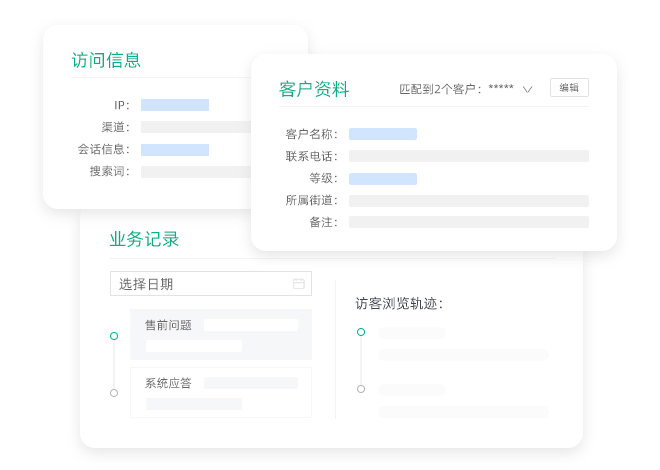 访问信息
IP:
渠道:
会话信息:
搜索词:
客户资料
匹配到2个客户: ***** 编辑
客户名称:
联系电话:
等级:
所属街道:
备注:
业务记录
选择日期
售前问题
系统应答
访客浏览轨迹: